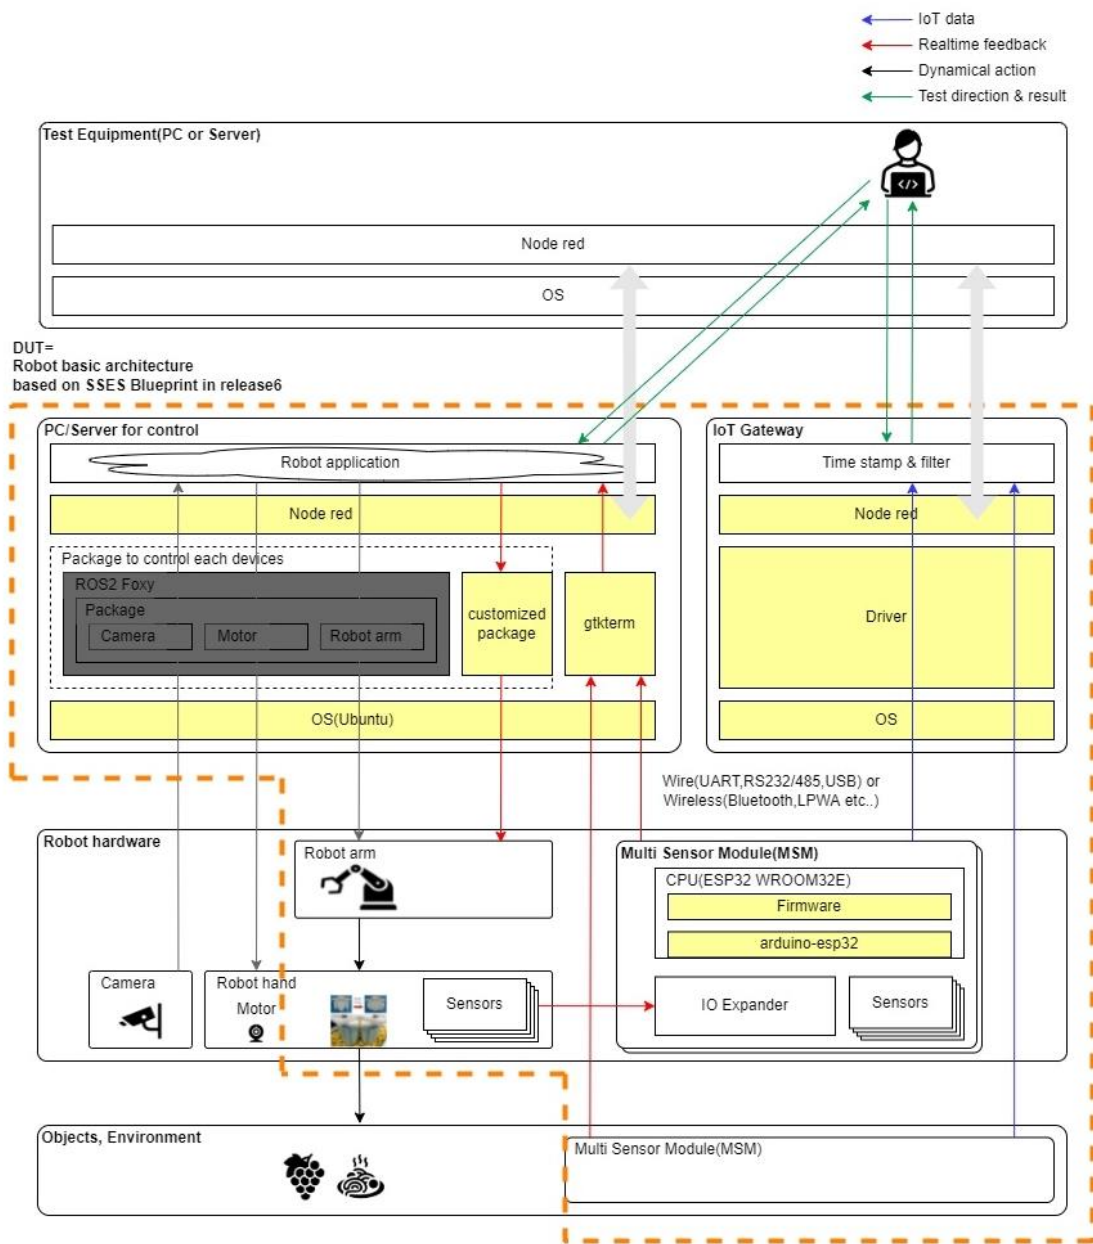 IoT data
Realtime feedback
Dynamical action
Test direction & result
Test Equipment(PC or Server)
</>
Node red
OS
DUT=
Robot basic architecture
based on SSES Blueprint in release6
PC/Server for control
Robot application
Node red
Package to control each devices
ROS2 Foxy
Package
Camera
Motor
Robot arm
customized
package
gtkterm
OS(Ubuntu)
IoT Gateway
Time stamp & filter
Node red
Driver
OS
Wire(UART,RS232/485,USB) or
Wireless(Bluetooth,LPWA etc..)
Robot hardware
Robot arm
Camera
Robot hand
Motor
Sensors
Multi Sensor Module(MSM)
CPU(ESP32 WROOM32E)
Firmware
arduino-esp32
IO Expander
Sensors
Objects, Environment
Multi Sensor Module(MSM)